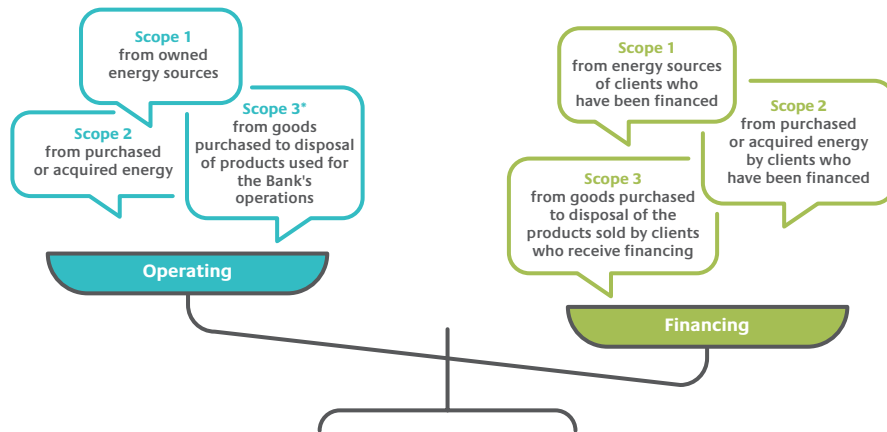 Scope 1
from owned
energy sources
Scope 2
from purchased
or acquired energy
Scope 3*
from goods
purchased to disposal
of products used for
the Bank's
operations
Operating
Scope 1
from energy sources
of clients who
have been financed
Scope 2
from purchased
or acquired energy
by clients who
have been financed
Scope 3
from goods purchased
to disposal of the
products sold by clients
who receive financing
Financing